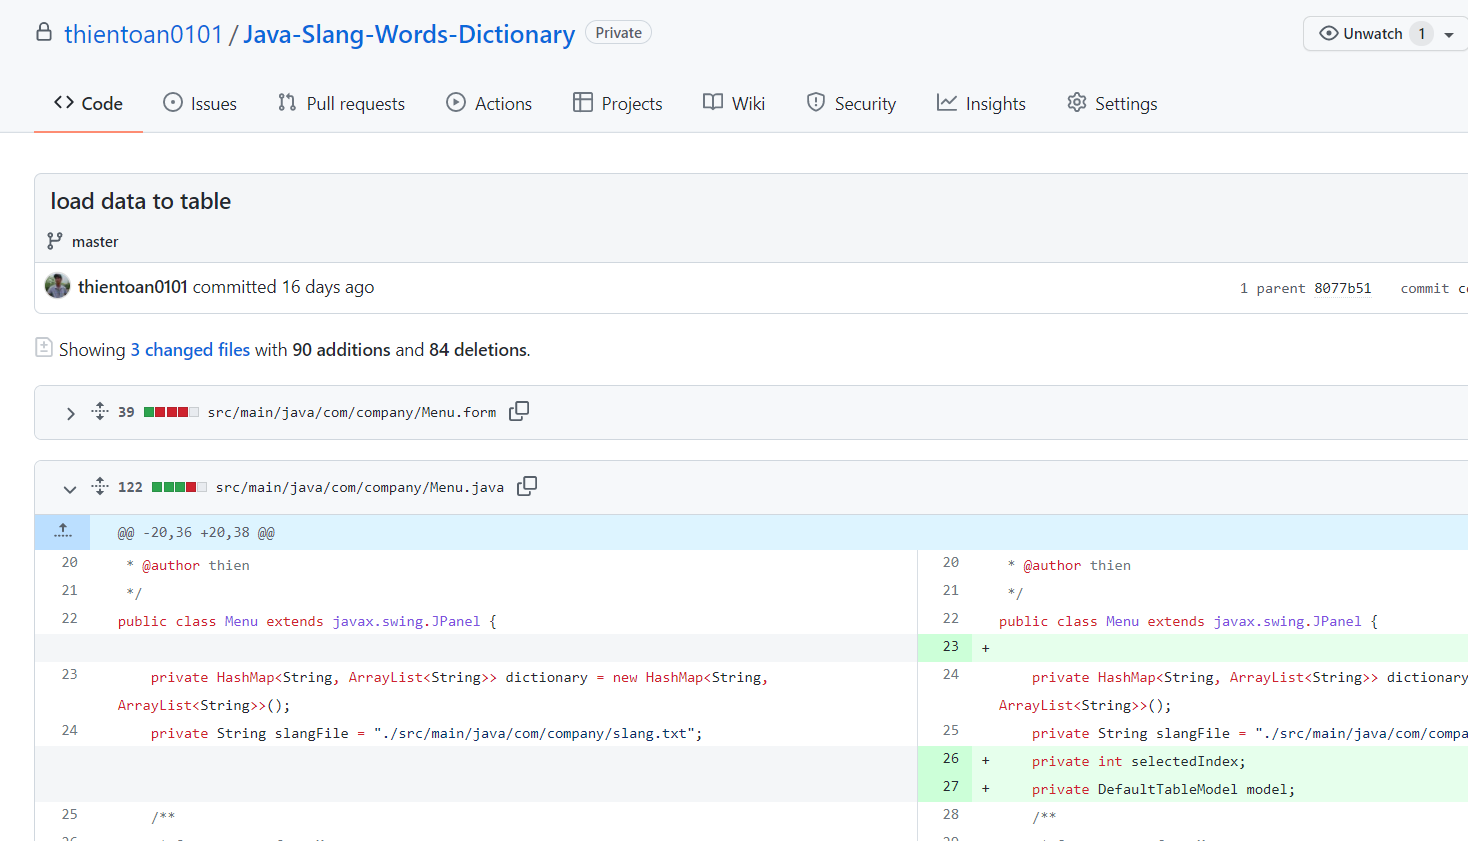 thientoan0101 / Java-Slang-Words-Dictionary Private Unwatch 1
Code Issues Pull requests Actions Projects Wiki Security Insights Settings
load data to table
master
thientoan0101 committed 16 days ago 1 parent 8077b51 commit
Showing 3 changed files with 90 additions and 84 deletions.
39 src/main/java/com/company/Menu.form
122 src/main/java/com/company/Menu.java
@@ -20,36 +20,38 @@
20 * @author thien
21 */
22 public class Menu extends javax.swing.JPanel {
23 private HashMap<String, ArrayList<String>> dictionary = new HashMap<String,
ArrayList<String>>();
24 private String slangFile = "./src/main/java/com/company/slang.txt";
25 /**
20 * @author thien
21 */
22 public class Menu extends javax.swing.JPanel {
23 +
24 private HashMap<String, ArrayList<String>> dictionary
ArrayList<String>>();
25 private String slangFile = "./src/main/java/com/compa
26 + private int selectedIndex;
27 + private DefaultTableModel model;
28 /**